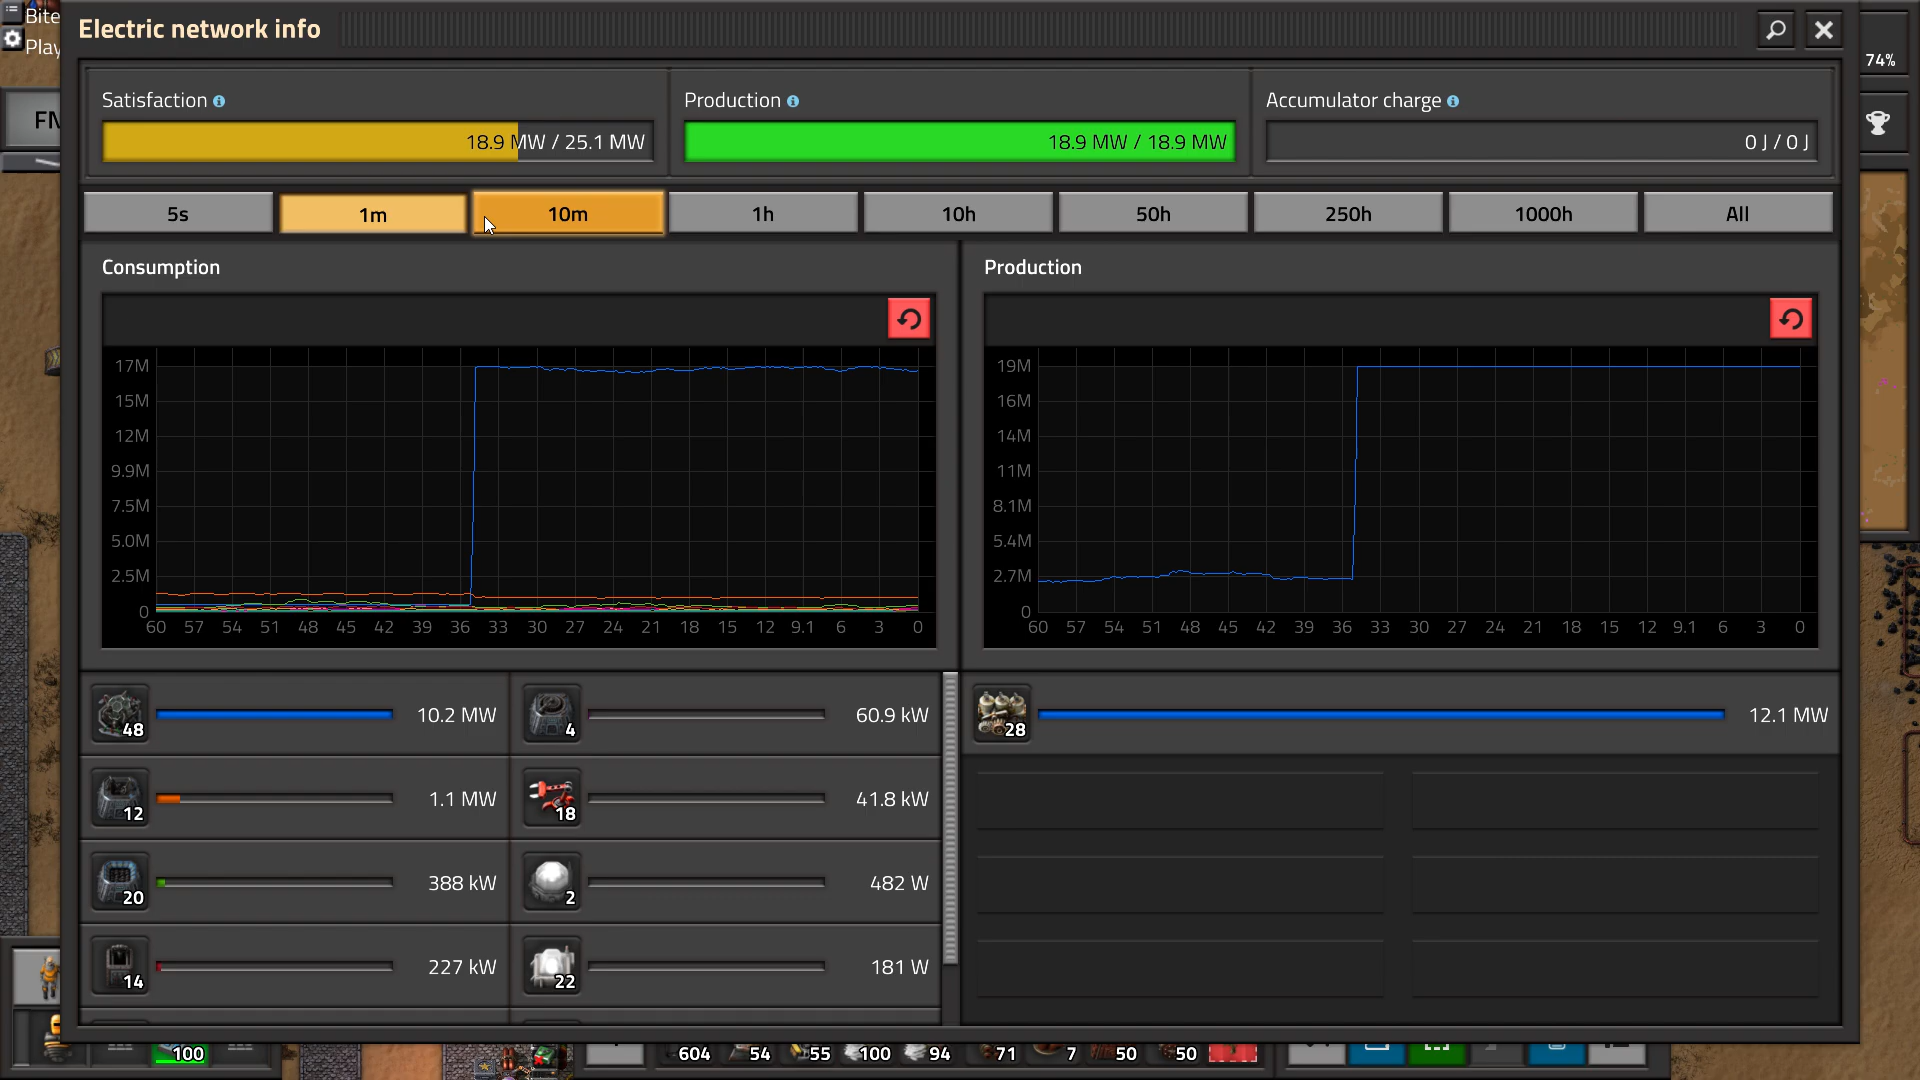 Bite
Play
Electric network info
74%
FN
Satisfaction
18.9 MW / 25.1 MW
Production
18.9 MW / 18.9 MW
Accumulator charge
0 J / 0 J
5s
1m
10m
1h
10h
50h
250h
1000h
All
Consumption
17M
15M
12M
9.9M
7.5M
5.0M
2.5M
0
60 57 54 51 48 45 42 39 36 33 30 27 24 21 18 15 12 9.1 6 3 0
Production
19M
16M
14M
11M
8.1M
5.4M
2.7M
0
60 57 54 51 48 45 42 39 36 33 30 27 24 21 18 15 12 9.1 6 3 0
48
10.2 MW
4
60.9 kW
12
1.1 MW
18
41.8 kW
20
388 kW
2
482 W
14
227 kW
22
181 W
28
12.1 MW
100
604 54 55 100 94 71 7 50 50